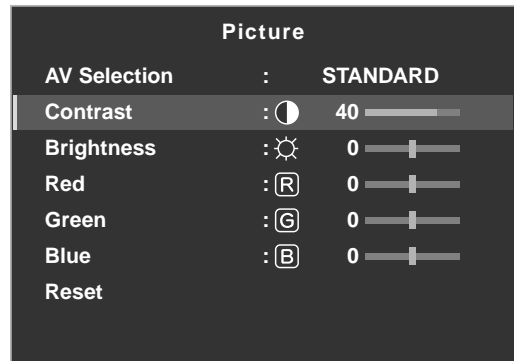 Picture
AV Selection : STANDARD
Contrast : 40
Brightness : 0
Red : R 0
Green : G 0
Blue : B 0
Reset